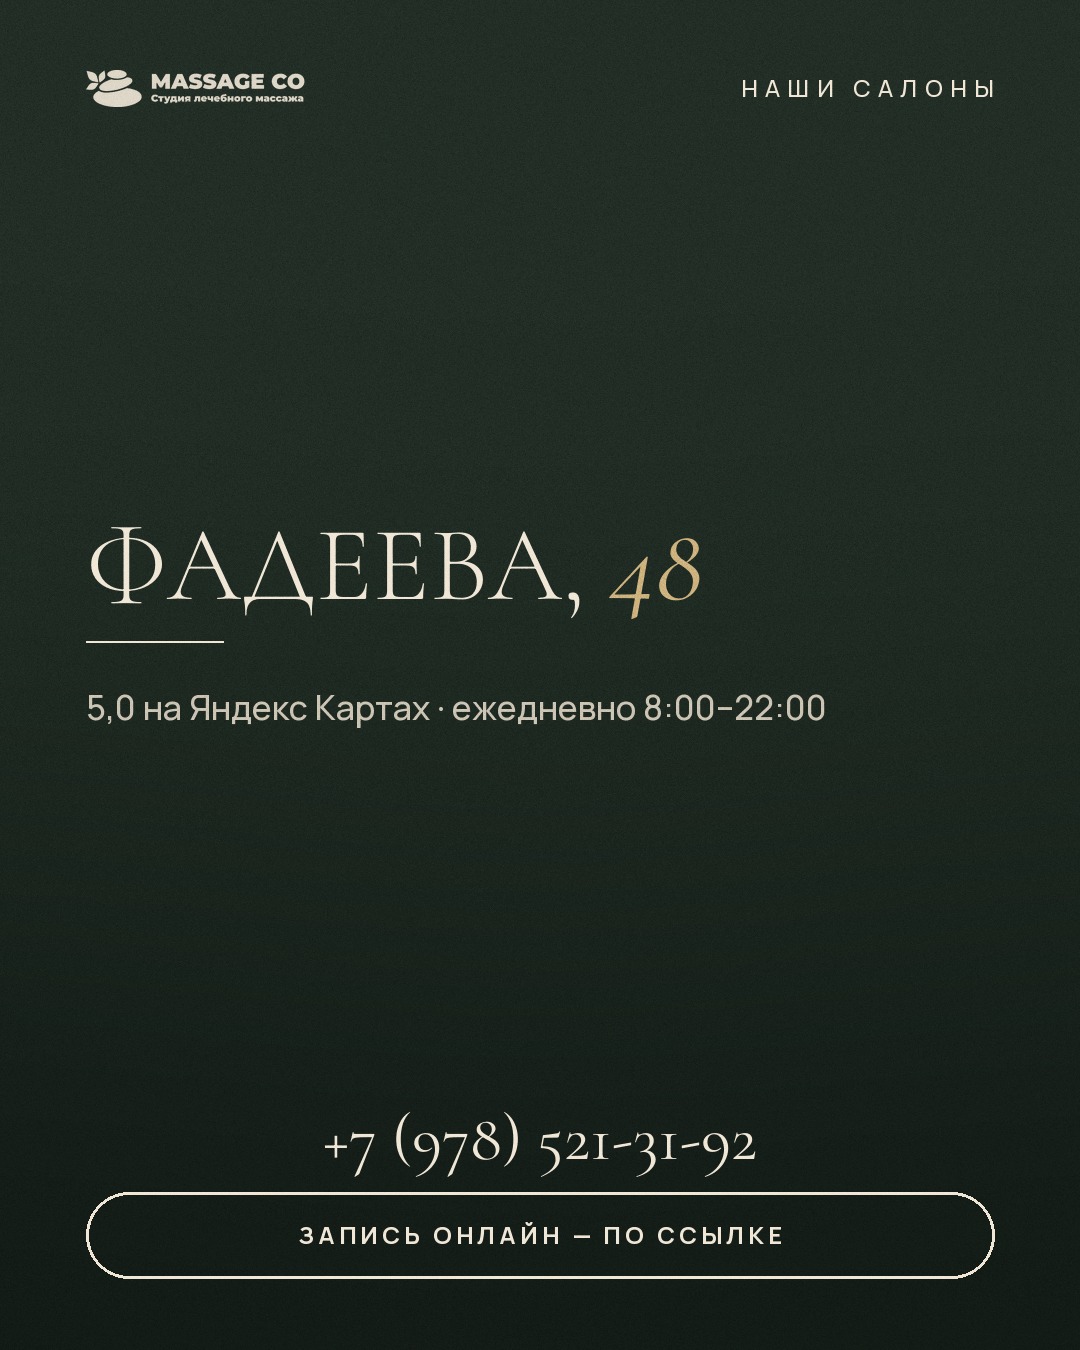 MASSAGE CO
Студия лечебного массажа
НАШИ САЛОНЫ
ФАДЕЕВА, 48
5,0 на Яндекс Картах · ежедневно 8:00–22:00
+7 (978) 521-31-92
ЗАПИСЬ ОНЛАЙН — ПО ССЫЛКЕ